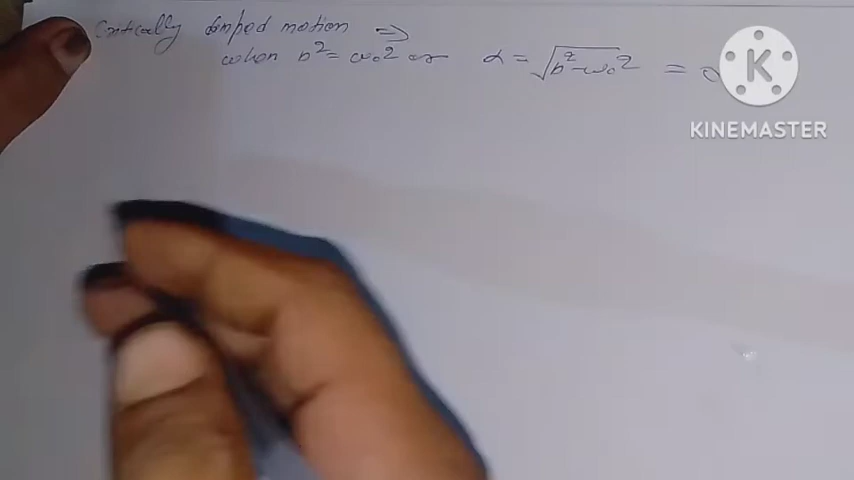 Critically damped motion ⇒
when b² = ω₀² or α = √b²-ω₀² = 0
KINEMASTER